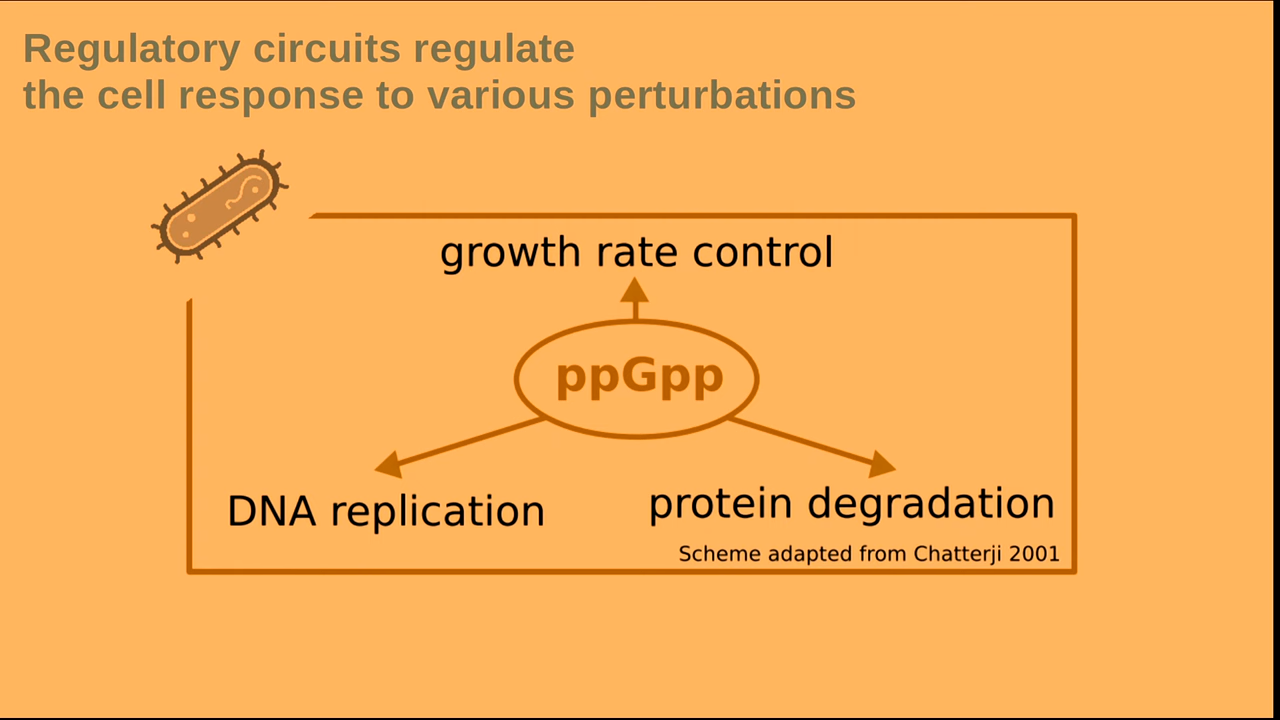 Regulatory circuits regulate
the cell response to various perturbations
growth rate control
ppGpp
DNA replication
protein degradation
Scheme adapted from Chatterji 2001